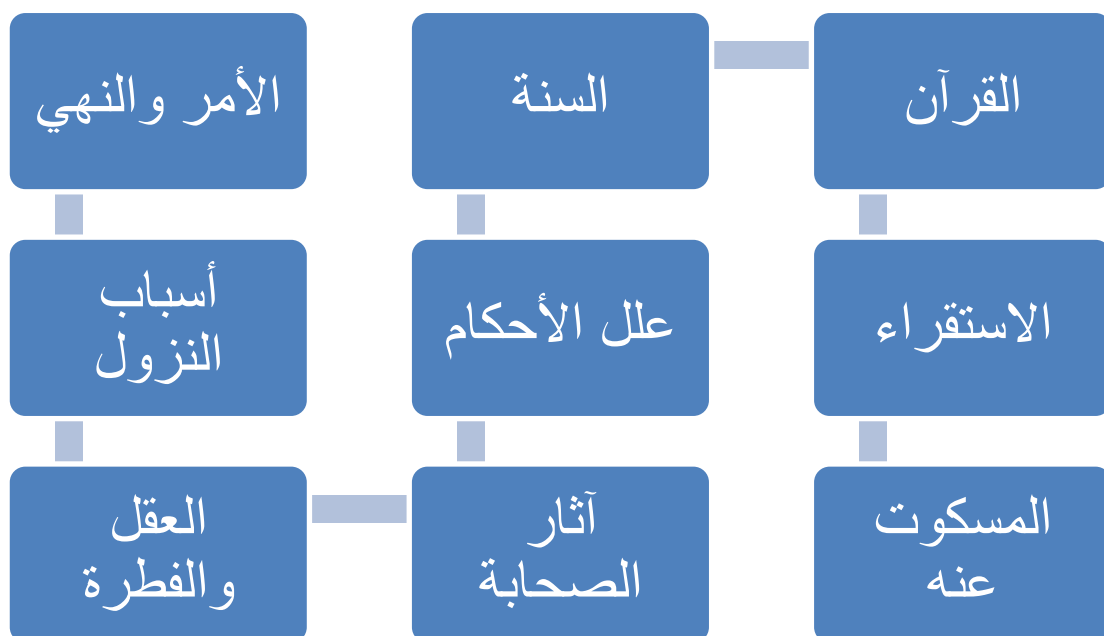 القرآن
السنة
الأمر والنهي
الاستقراء
علل الأحكام
أسباب
النزول
المسكوت
عنه
آثار
الصحابة
العقل
والفطرة